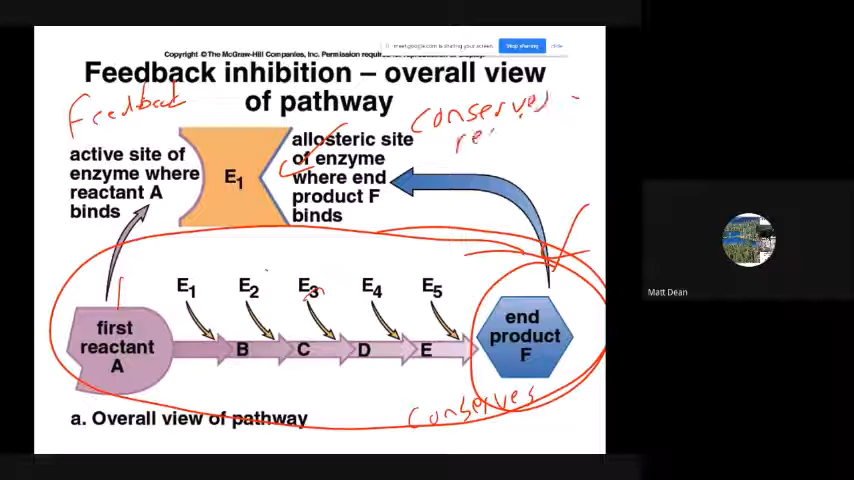 meet.google.com is sharing your screen.
Stop sharing
Hide
Copyright © The McGraw-Hill Companies, Inc. Permission required
Feedback inhibition – overall view
of pathway
Feedback
Conserves
active site of
enzyme where
reactant A
binds
E1
allosteric site
of enzyme
where end
product F
binds
E1
E2
E3
E4
E5
first
reactant
A
B
C
D
E
end
product
F
Conserves
a. Overall view of pathway
Matt Dean